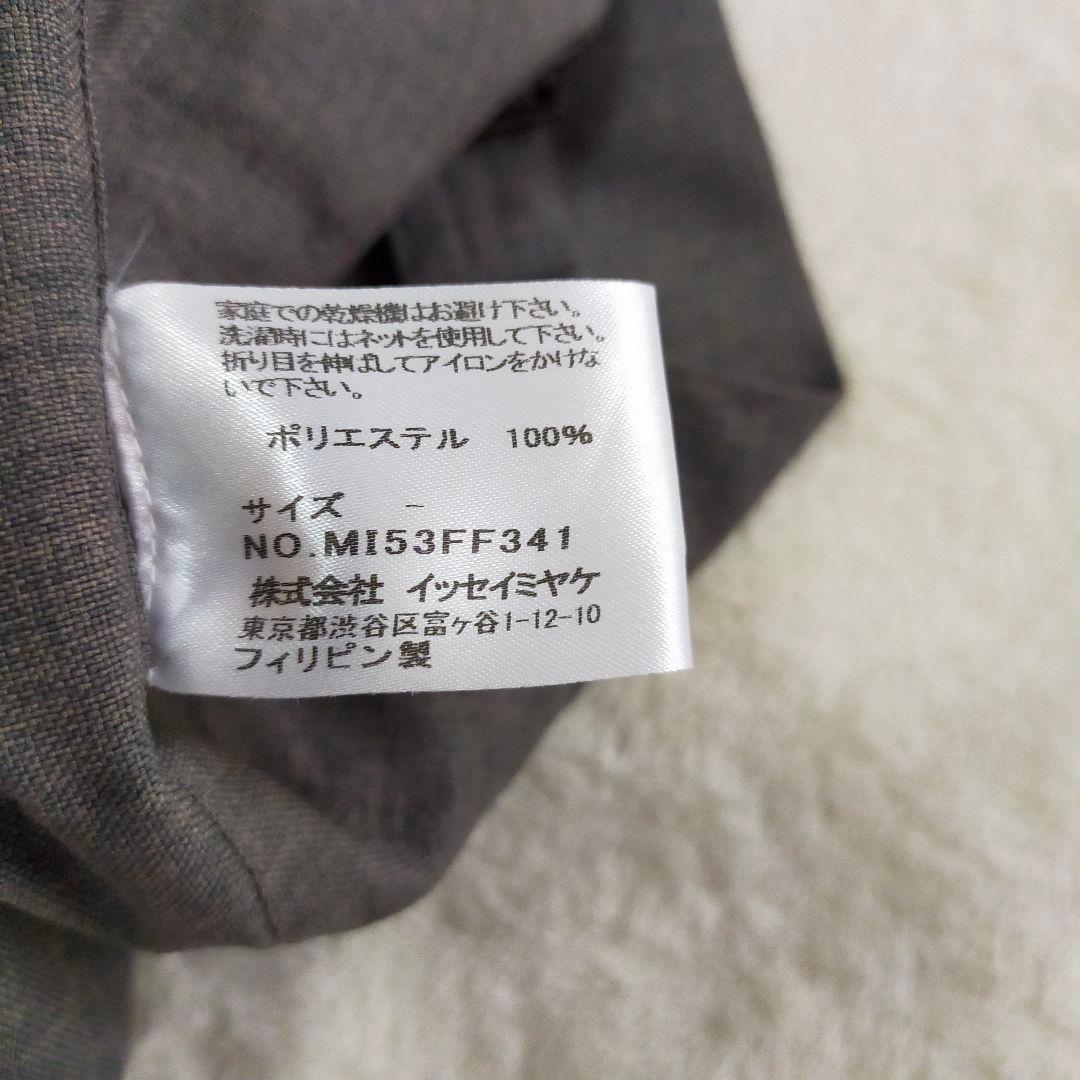 家庭での乾燥機はお避け下さい。
洗濯時にはネットを使用して下さい。
折り目を伸ばしてアイロンをかけな
いで下さい。
ポリエステル 100%
サイズ -
NO.MI53FF341
株式会社 イッセイミヤケ
東京都渋谷区富ヶ谷1-12-10
フィリピン製